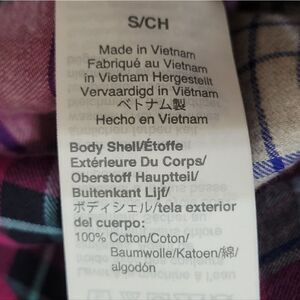 S/CH
Made in Vietnam
Fabriqué au Vietnam
in Vietnam Hergestellt
Vervaardigd in Viëtnam
ベトナム製
Hecho en Vietnam
Body Shell/Étoffe
Extérieure Du Corps/
Oberstoff Hauptteil/
Buitenkant Lijf/
ボディシェル/tela exterior
del cuerpo:
100% Cotton/Coton/
Baumwolle/Katoen/綿/
algodón